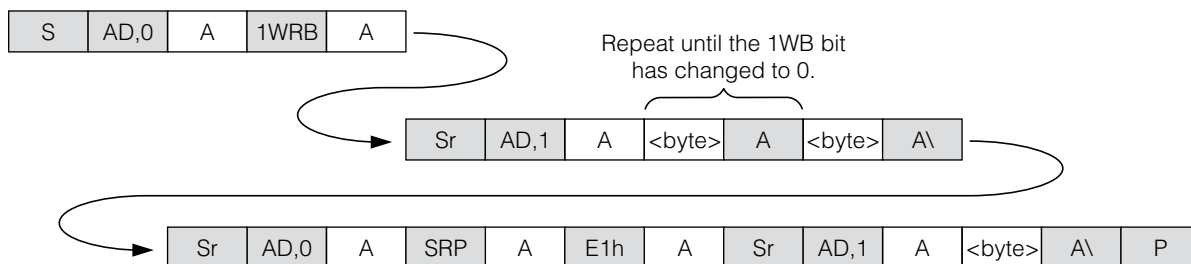 S AD,0 A 1WRB A
Repeat until the 1WB bit
has changed to 0.
Sr AD,1 A <byte> A <byte> A\
Sr AD,0 A SRP A E1h A Sr AD,1 A <byte> A\ P